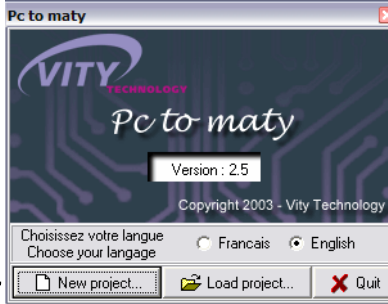 Pc to maty
VITY
TECHNOLOGY
Pc to maty
Version : 2.5
Copyright 2003 - Vity Technology
Choisissez votre langue
Choose your langage
Francais
English
New project...
Load project...
Quit